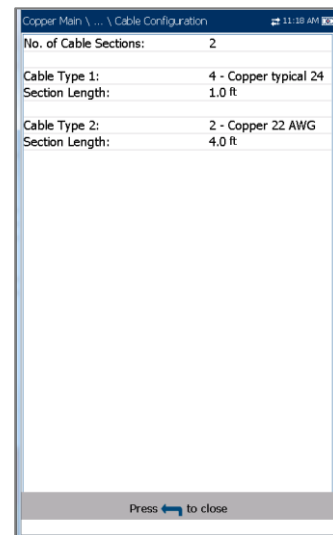 Copper Main \ ... \ Cable Configuration 11:18 AM
No. of Cable Sections: 2
Cable Type 1: 4 - Copper typical 24
Section Length: 1.0 ft
Cable Type 2: 2 - Copper 22 AWG
Section Length: 4.0 ft
Press to close